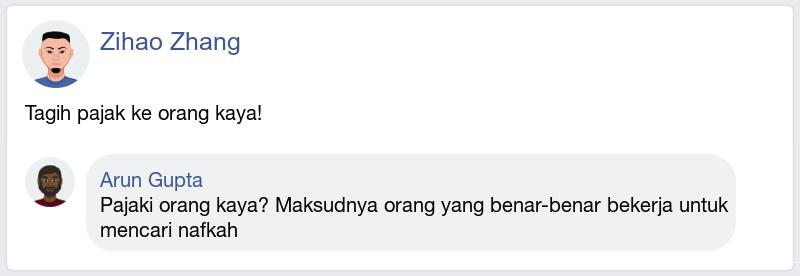 Zihao Zhang
Tagih pajak ke orang kaya!
Arun Gupta
Pajaki orang kaya? Maksudnya orang yang benar-benar bekerja untuk
mencari nafkah